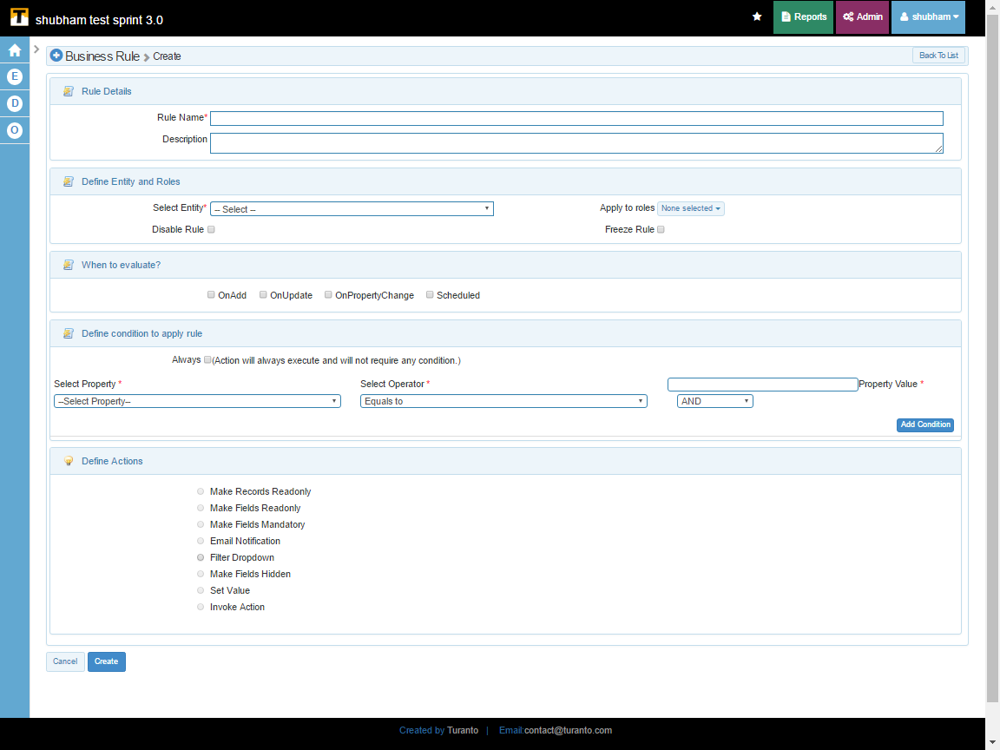 T shubham test sprint 3.0
Reports Admin shubham
Business Rule Create
Back To List
E
D
O
Rule Details
Rule Name*
Description
Define Entity and Roles
Select Entity* -- Select --
Apply to roles None selected
Disable Rule
Freeze Rule
When to evaluate?
OnAdd OnUpdate OnPropertyChange Scheduled
Define condition to apply rule
Always (Action will always execute and will not require any condition.)
Select Property * Select Operator * Property Value *
--Select Property-- Equals to AND
Add Condition
Define Actions
Make Records Readonly
Make Fields Readonly
Make Fields Mandatory
Email Notification
Filter Dropdown
Make Fields Hidden
Set Value
Invoke Action
Cancel Create
Created by Turanto | Email:contact@turanto.com